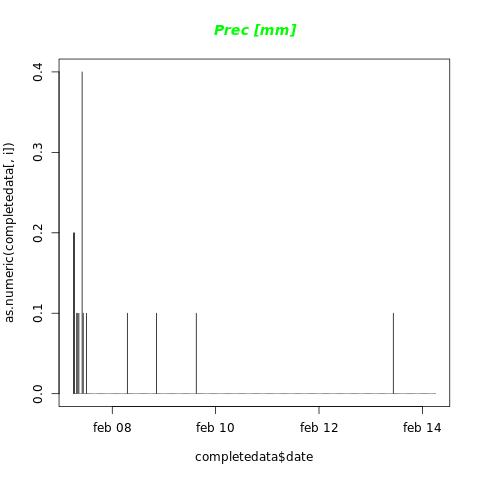 Prec [mm]
as.numeric(completedata[, i])
0.4
0.3
0.2
0.1
0.0
feb 08 feb 10 feb 12 feb 14
completedata$date